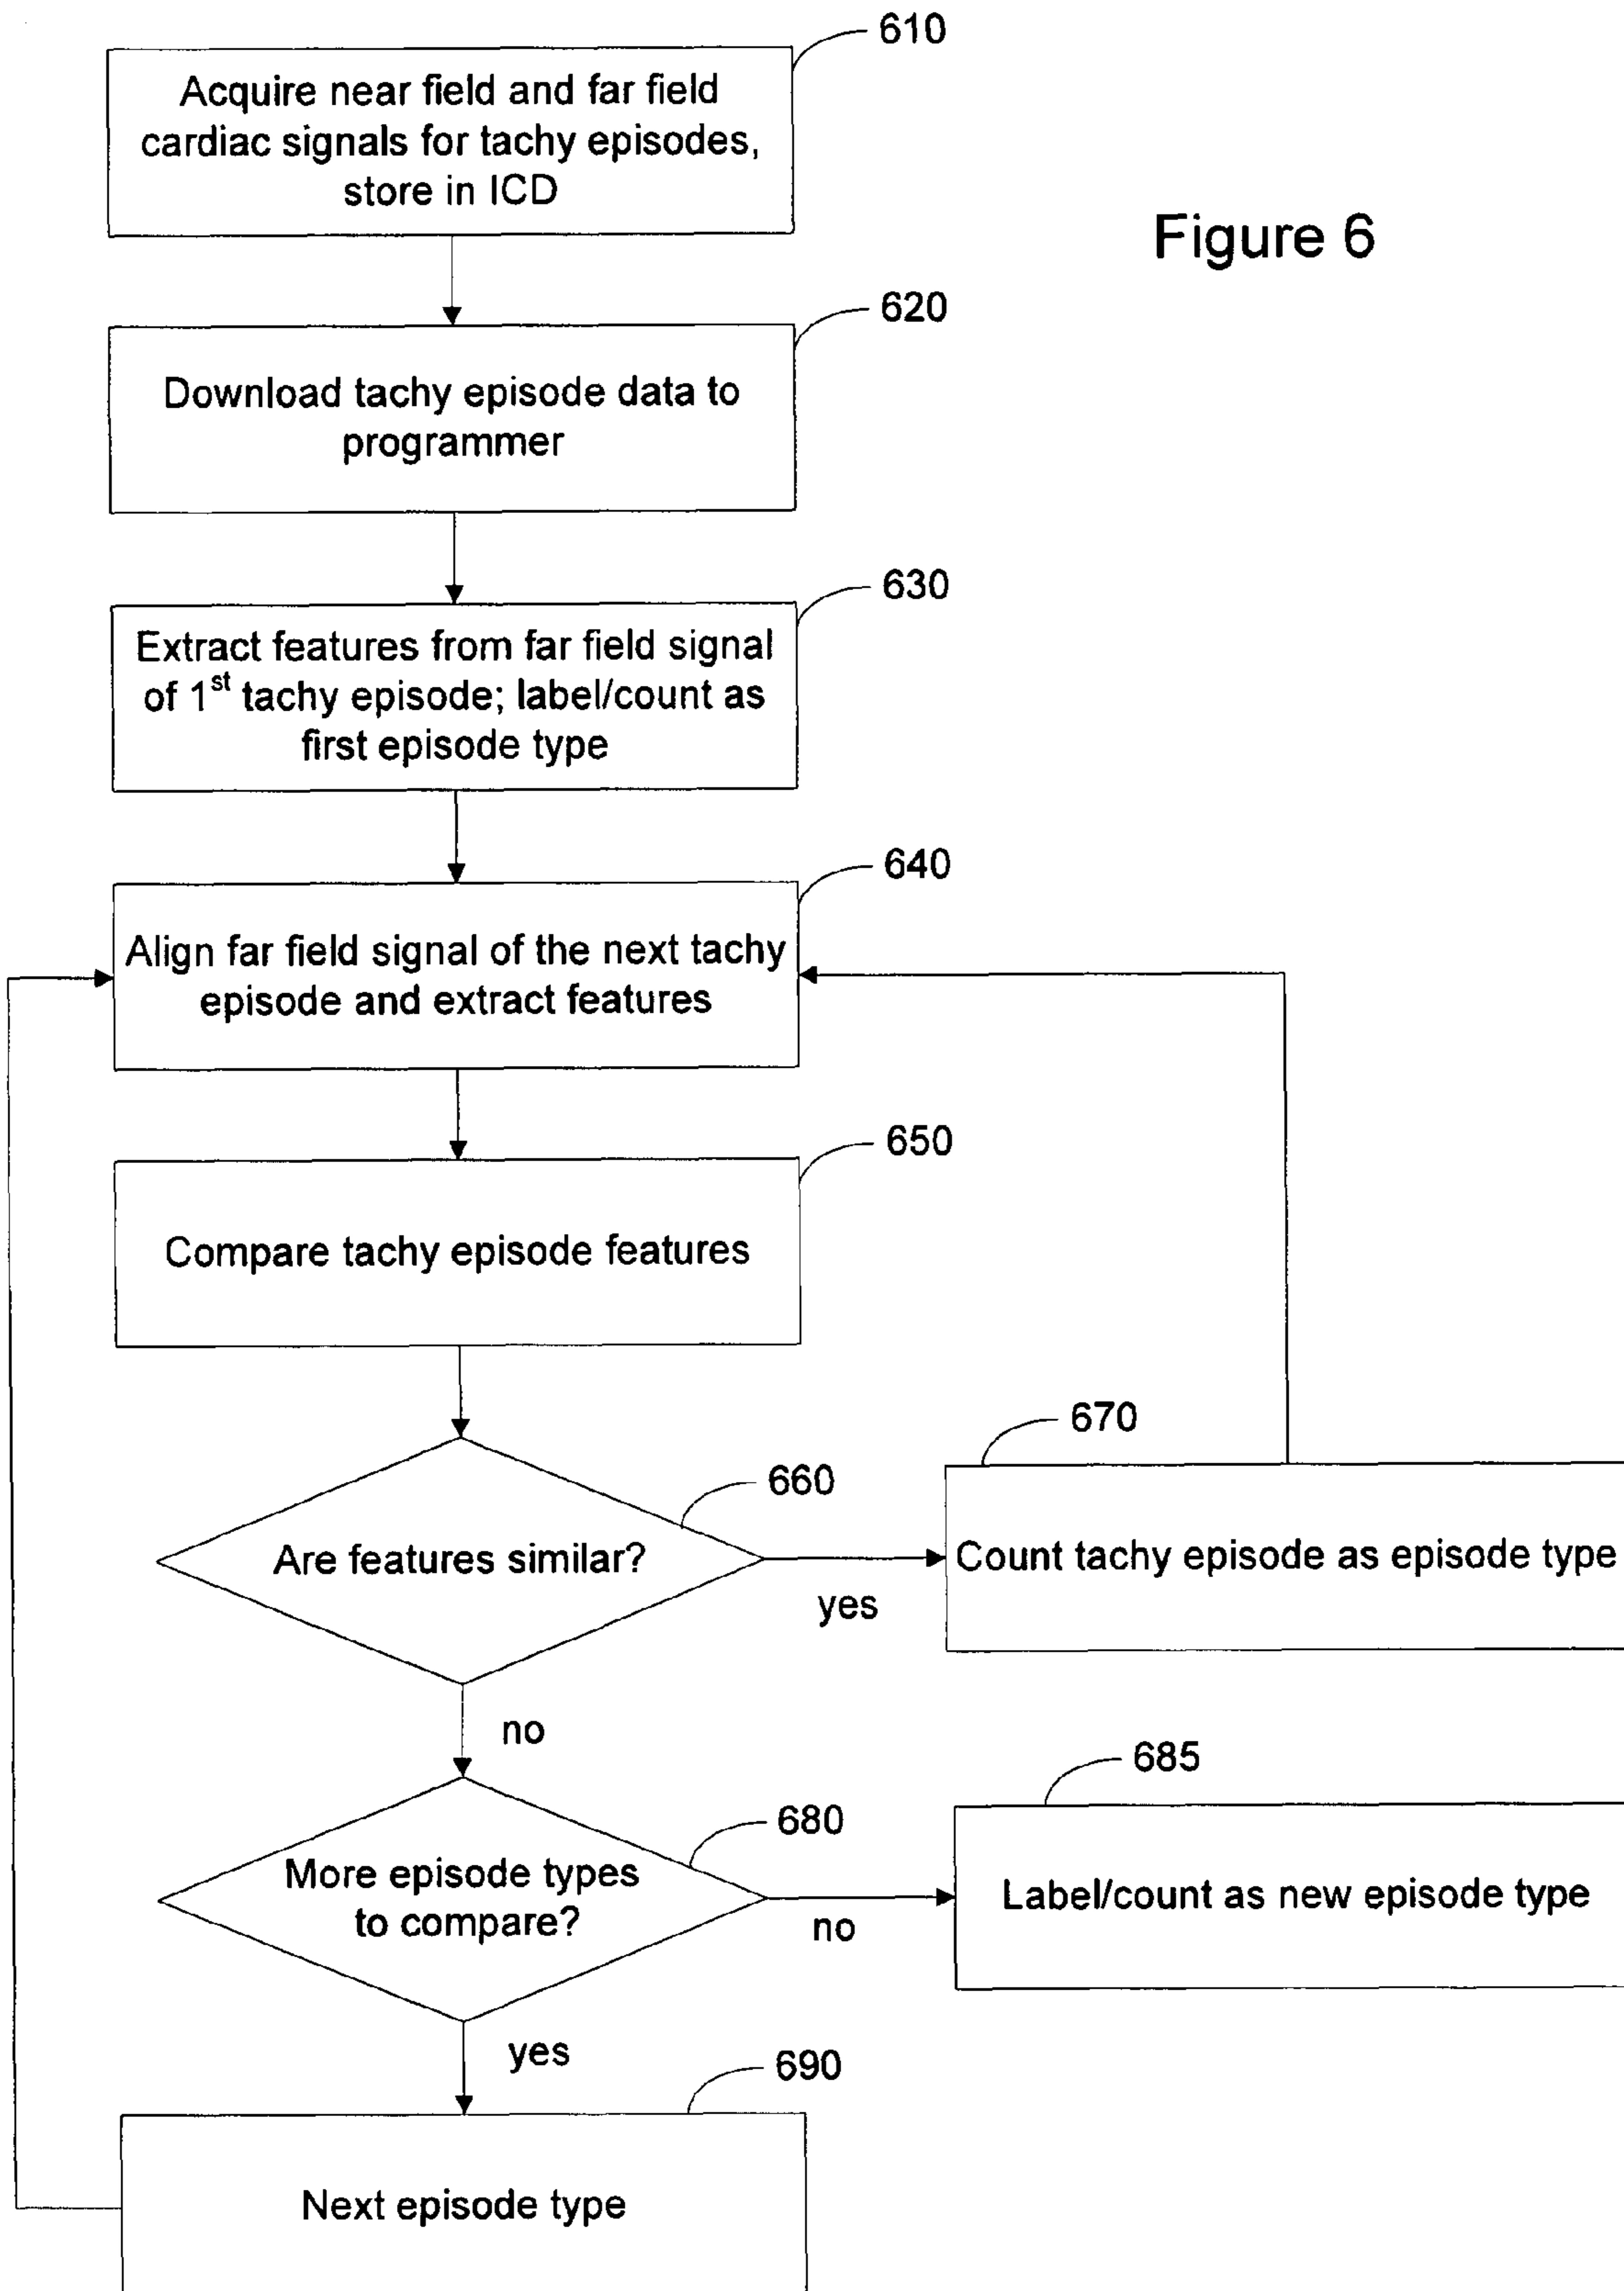 610
Acquire near field and far field
cardiac signals for tachy episodes,
store in ICD
Figure 6
620
Download tachy episode data to
programmer
630
Extract features from far field signal
of 1st tachy episode; label/count as
first episode type
640
Align far field signal of the next tachy
episode and extract features
650
Compare tachy episode features
660
Are features similar?
yes
670
Count tachy episode as episode type
no
680
More episode types
to compare?
no
685
Label/count as new episode type
yes
690
Next episode type